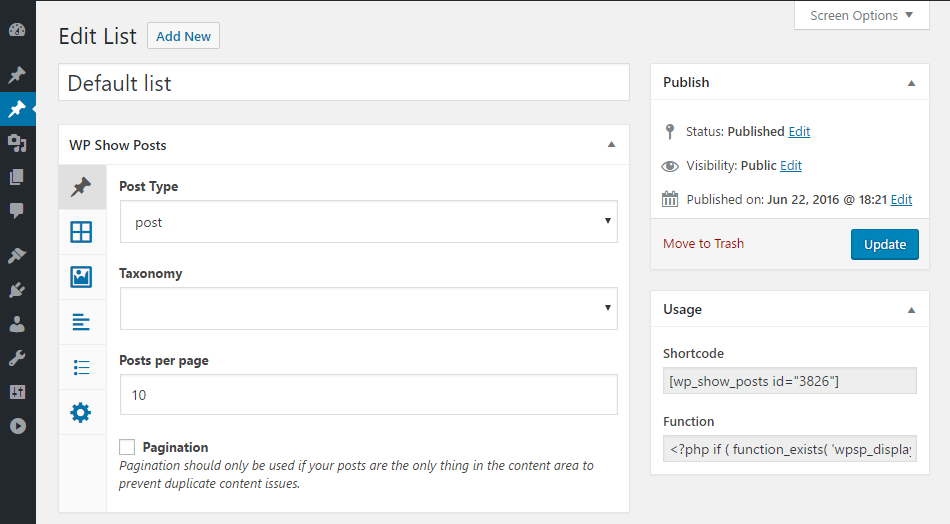 Screen Options
Edit List
Add New
Default list
WP Show Posts
Post Type
post
Taxonomy
Posts per page
10
Pagination
Pagination should only be used if your posts are the only thing in the content area to
prevent duplicate content issues.
Publish
Status: Published Edit
Visibility: Public Edit
Published on: Jun 22, 2016 @ 18:21 Edit
Move to Trash
Update
Usage
Shortcode
[wp_show_posts id="3826"]
Function
<?php if ( function_exists( 'wpsp_display